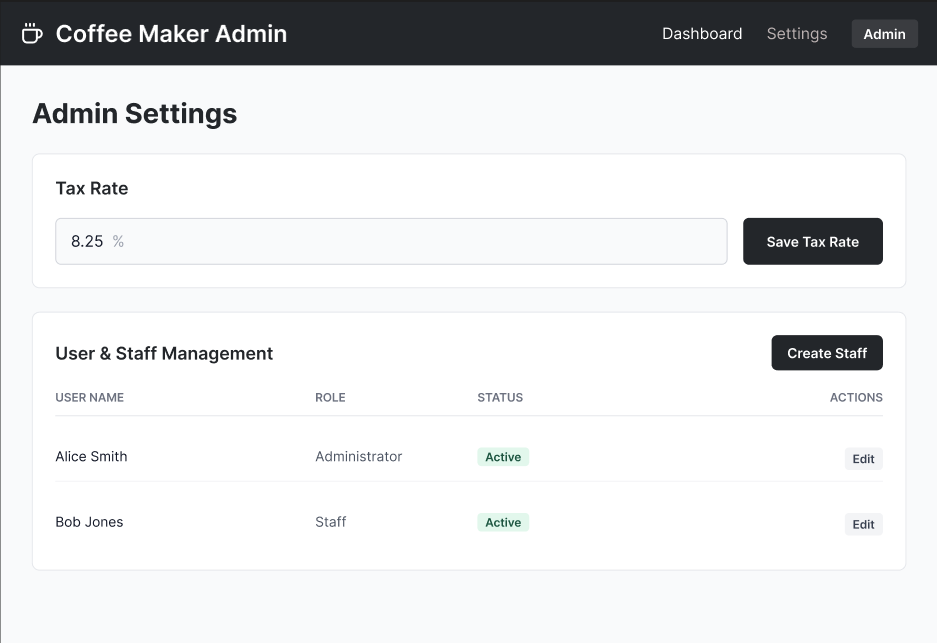 Coffee Maker Admin Dashboard Settings Admin
Admin Settings
Tax Rate
8.25 % Save Tax Rate
User & Staff Management Create Staff
USER NAME ROLE STATUS ACTIONS
Alice Smith Administrator Active Edit
Bob Jones Staff Active Edit